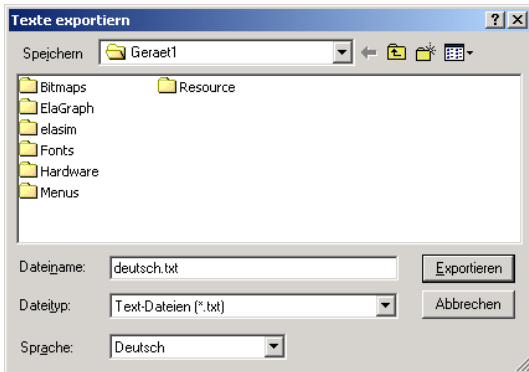 Texte exportieren
Speichern Geraet1
Bitmaps Resource
ElaGraph
elasim
Fonts
Hardware
Menus
Dateiname: deutsch.txt Exportieren
Dateityp: Text-Dateien (*.txt) Abbrechen
Sprache: Deutsch